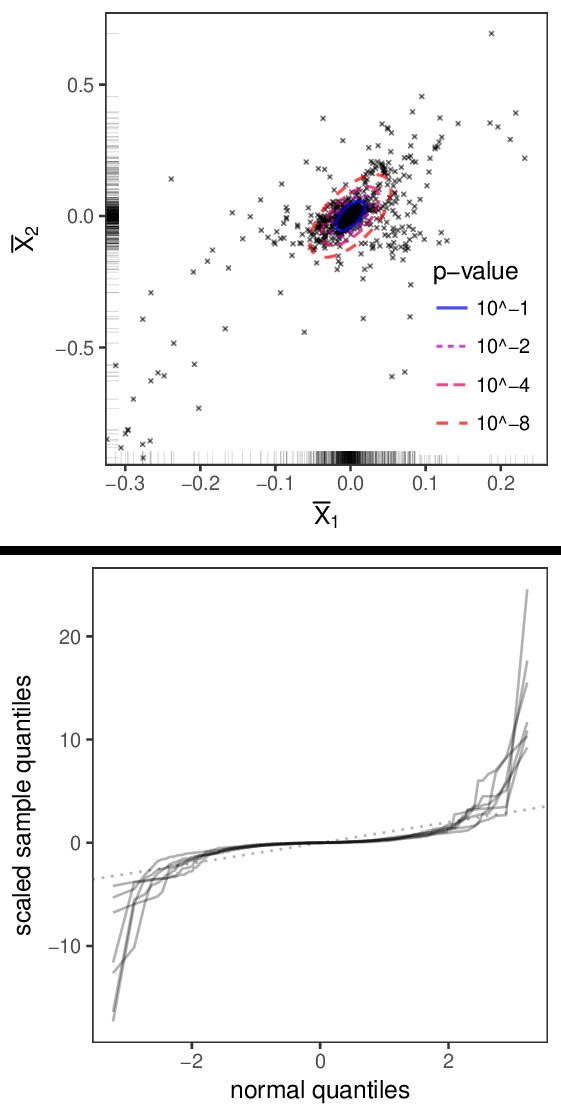 0.5
0.0
−0.5
X̅₂
p−value
10^−1
10^−2
10^−4
10^−8
−0.3 −0.2 −0.1 0.0 0.1 0.2
X̅₁
20
10
0
−10
scaled sample quantiles
−2 0 2
normal quantiles